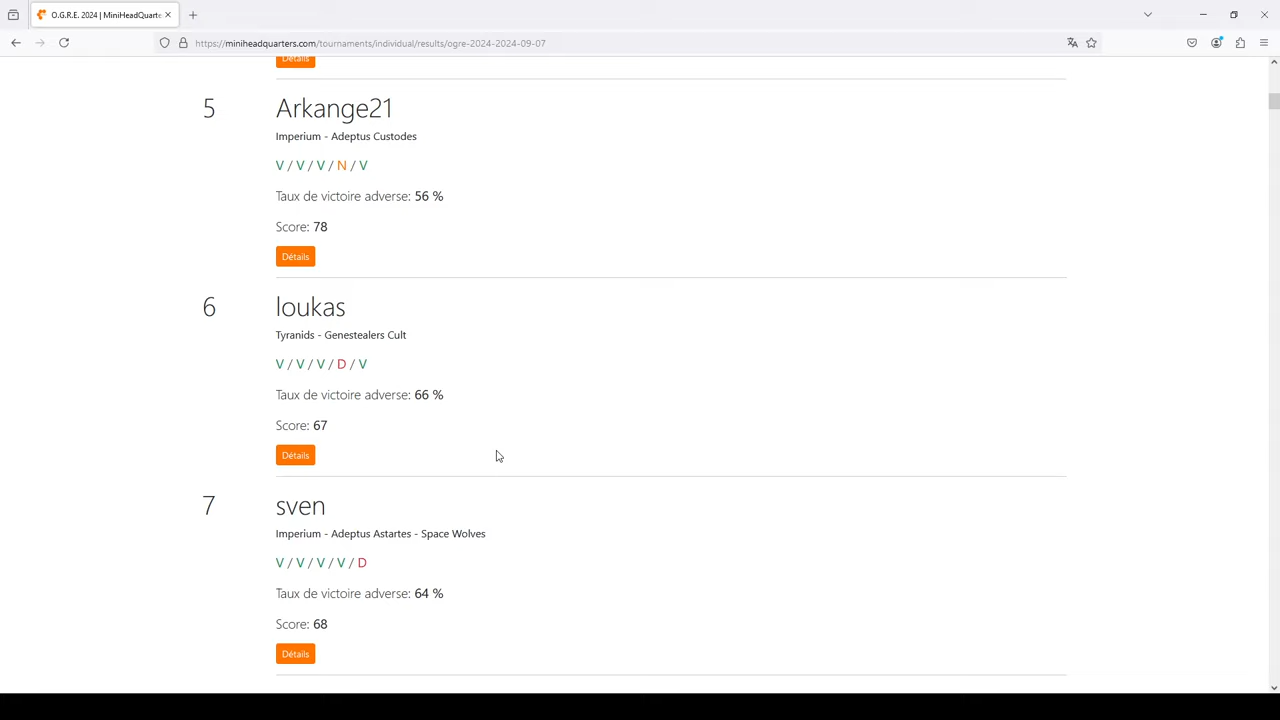 O.G.R.E. 2024 | MiniHeadQuarte
https://miniheadquarters.com/tournaments/individual/results/ogre-2024-2024-09-07
Détails
5
Arkange21
Imperium - Adeptus Custodes
V / V / V / N / V
Taux de victoire adverse: 56 %
Score: 78
Détails
6
loukas
Tyranids - Genestealers Cult
V / V / V / D / V
Taux de victoire adverse: 66 %
Score: 67
Détails
7
sven
Imperium - Adeptus Astartes - Space Wolves
V / V / V / V / D
Taux de victoire adverse: 64 %
Score: 68
Détails